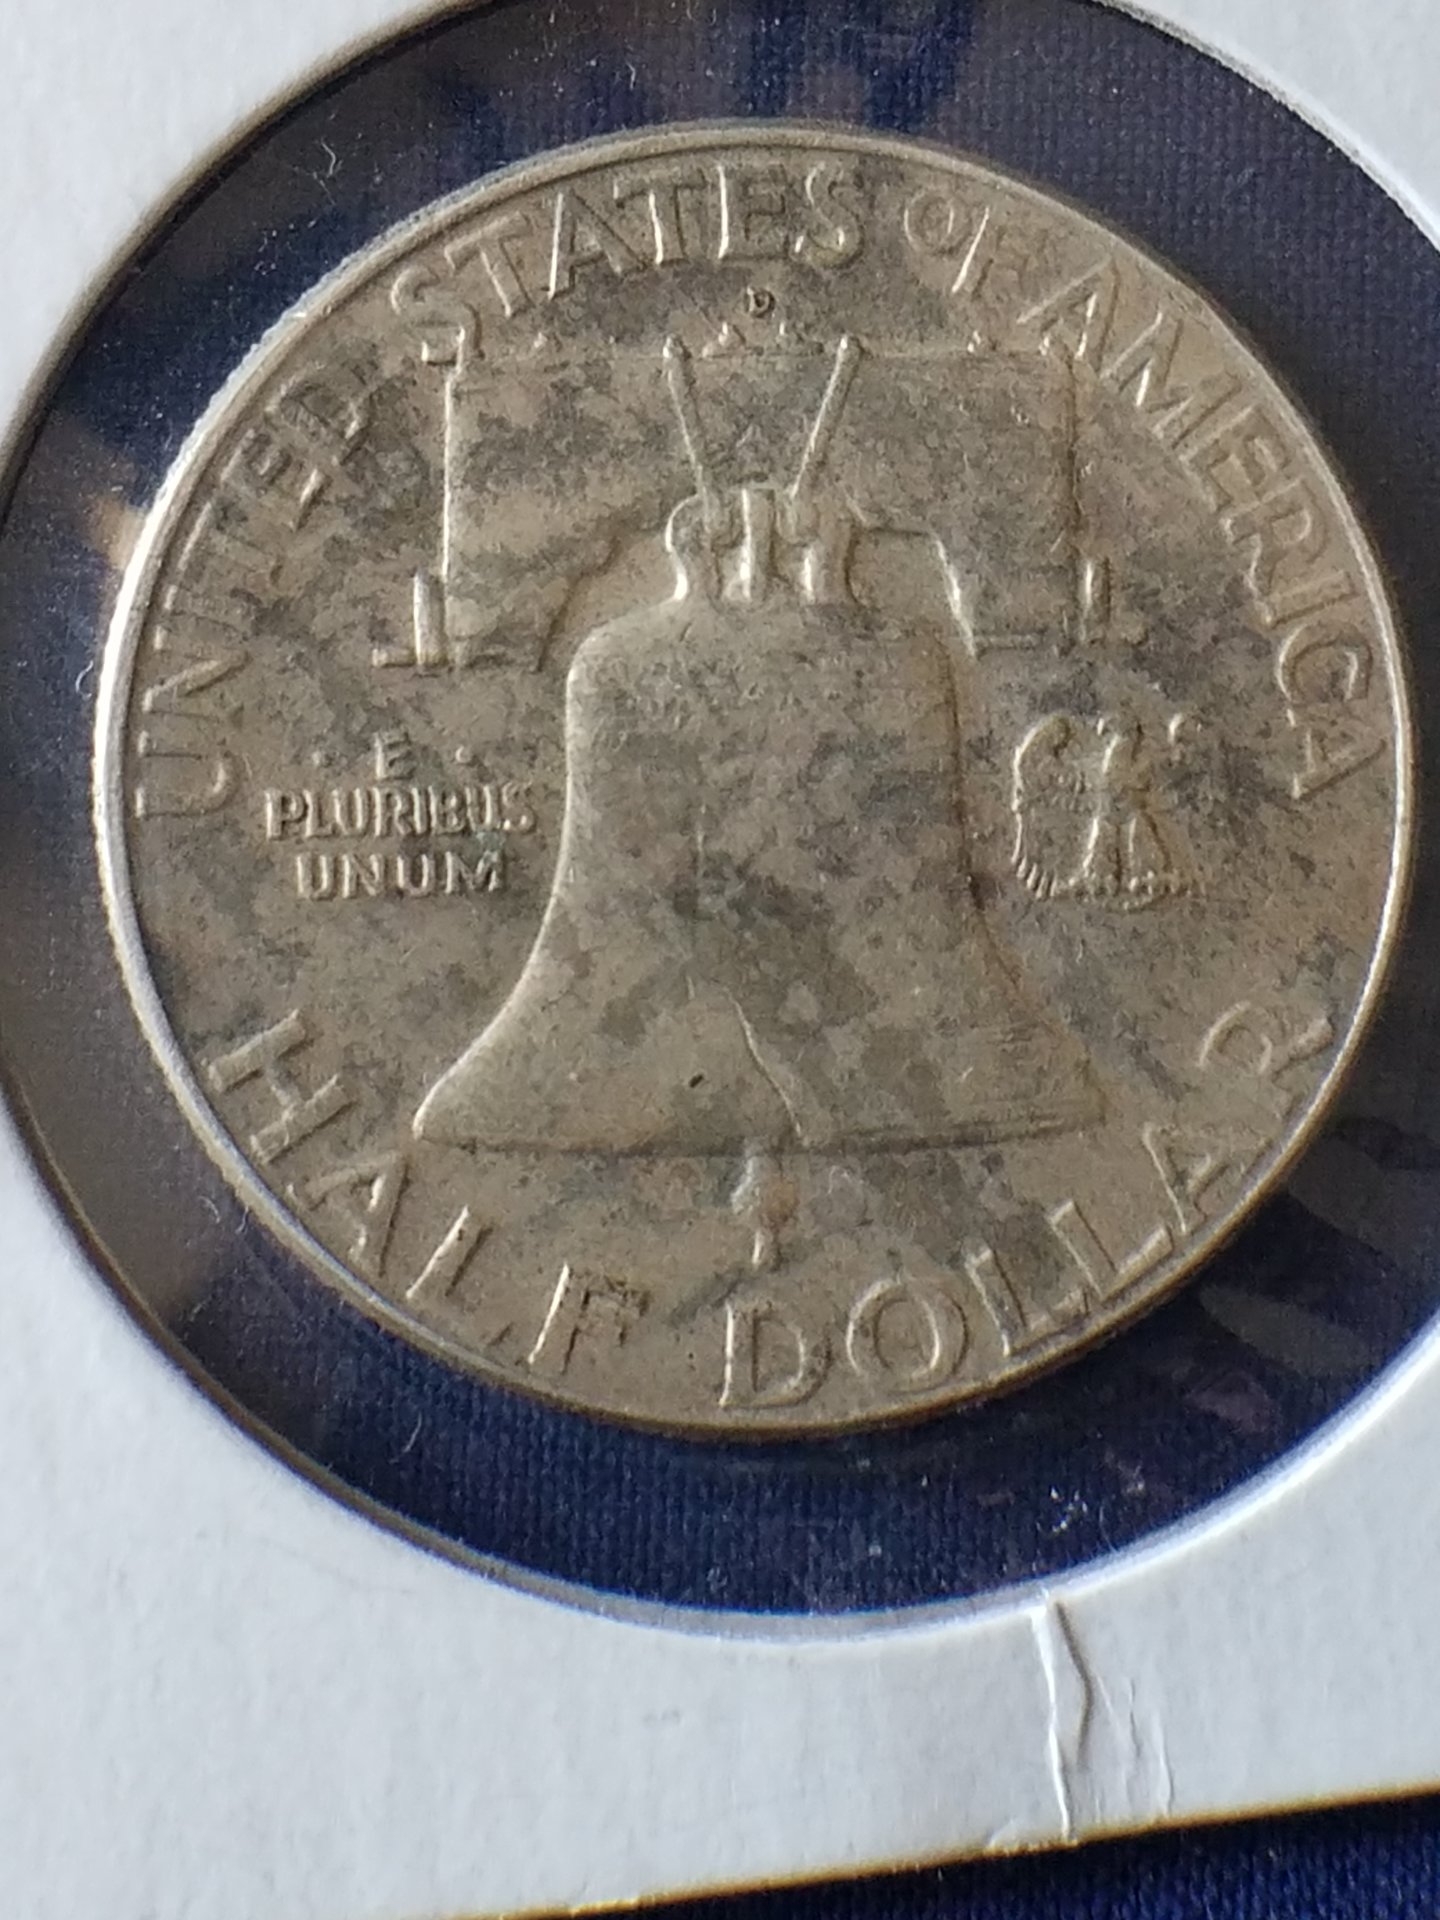 UNITED STATES OF AMERICA
D
· E ·
PLURIBUS
UNUM
HALF DOLLAR